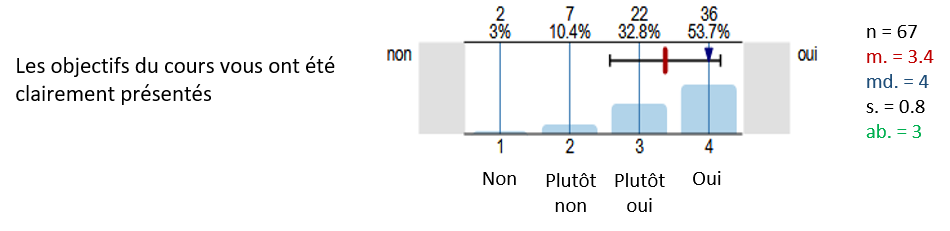 Les objectifs du cours vous ont été
clairement présentés
2 7 22 36
3% 10.4% 32.8% 53.7%
non oui
1 2 3 4
Non Plutôt non Plutôt oui Oui
n = 67
m. = 3.4
md. = 4
s. = 0.8
ab. = 3